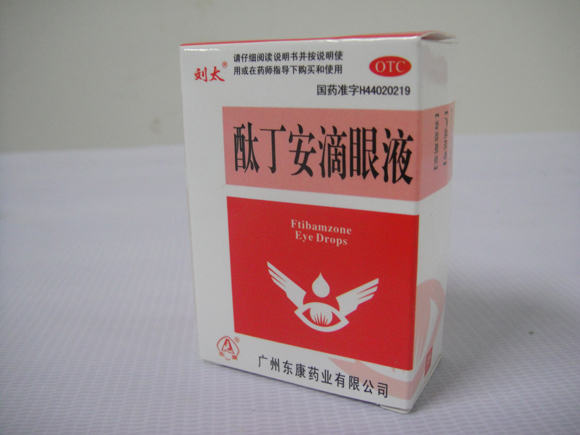 刘太®
请仔细阅读说明书并按说明使
用或在药师指导下购买和使用
OTC
国药准字H44020219
酞丁安滴眼液
Ftibamzone
Eye Drops
广州东康药业有限公司